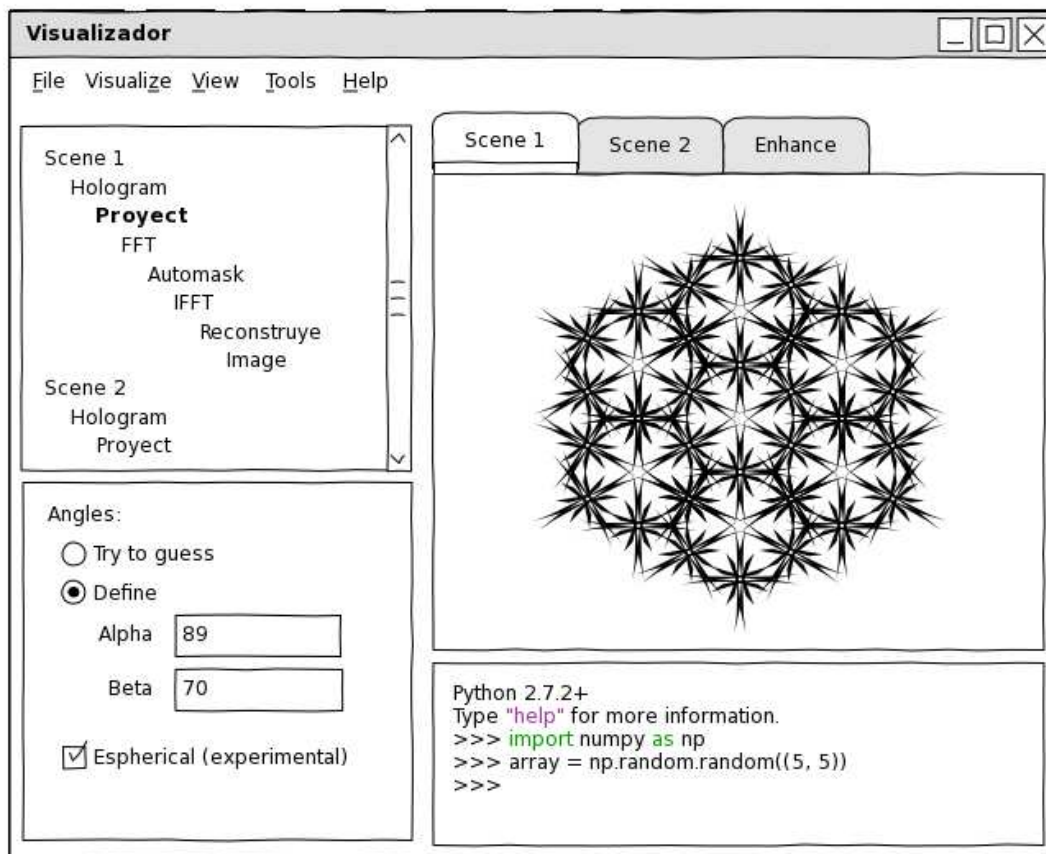 Visualizador
File Visualize View Tools Help
Scene 1
Hologram
Proyect
FFT
Automask
IFFT
Reconstruye
Image
Scene 2
Hologram
Proyect
Angles:
Try to guess
Define
Alpha 89
Beta 70
Espherical (experimental)
Scene 1 Scene 2 Enhance
Python 2.7.2+
Type "help" for more information.
>>> import numpy as np
>>> array = np.random.random((5, 5))
>>>